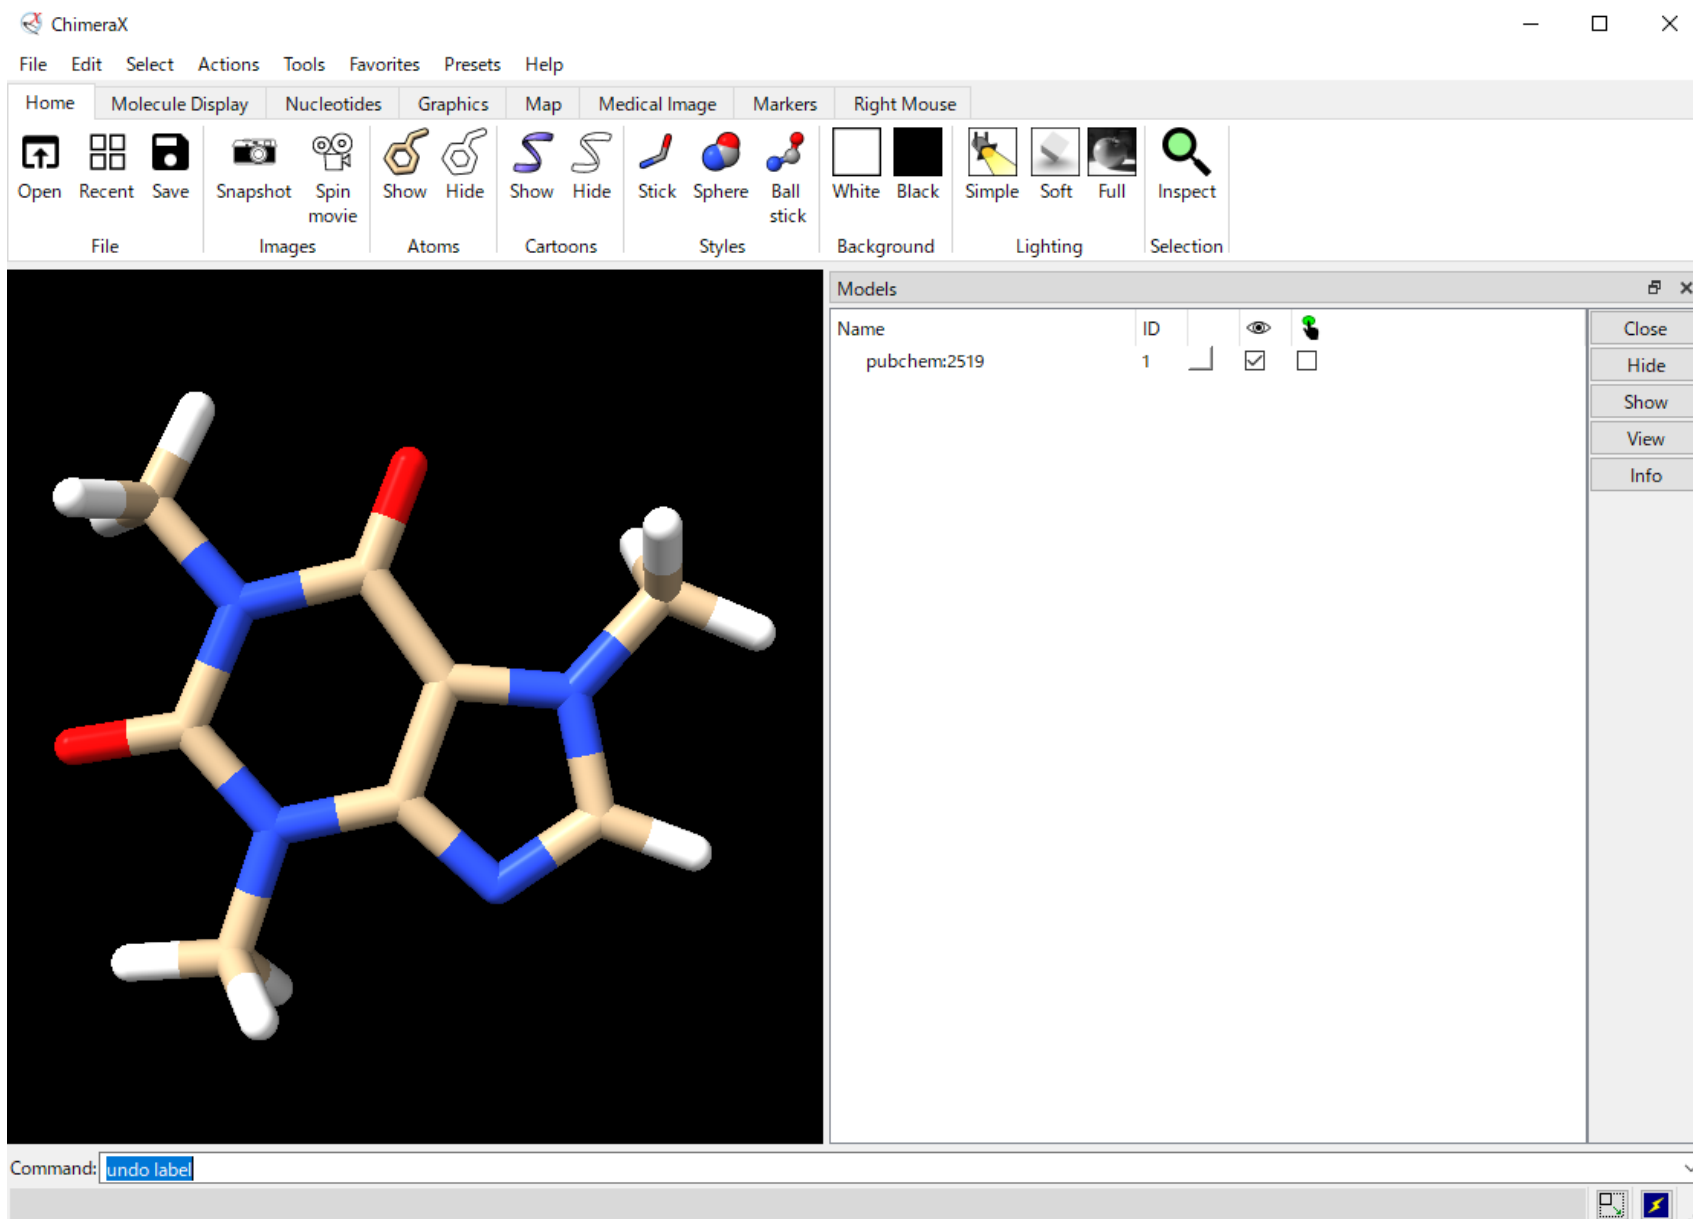 ChimeraX
File Edit Select Actions Tools Favorites Presets Help
Home Molecule Display Nucleotides Graphics Map Medical Image Markers Right Mouse
Open Recent Save Snapshot Spin movie Show Hide Show Hide Stick Sphere Ball stick White Black Simple Soft Full Inspect
File Images Atoms Cartoons Styles Background Lighting Selection
Models
Name ID
pubchem:2519 1
Close
Hide
Show
View
Info
Command: undo label